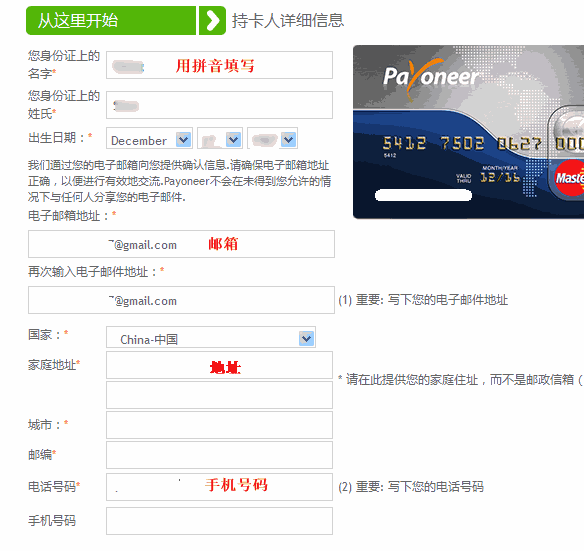 从这里开始 持卡人详细信息
您身份证上的
名字* 用拼音填写
您身份证上的
姓氏*
出生日期：* December
我们通过您的电子邮箱向您提供确认信息.请确保电子邮箱地址
正确，以便进行有效地交流.Payoneer不会在未得到您允许的情
况下与任何人分享您的电子邮件.
电子邮箱地址：*
@gmail.com 邮箱
再次输入电子邮件地址：*
@gmail.com (1) 重要: 写下您的电子邮件地址
国家：* China-中国
家庭地址* 地址
* 请在此提供您的家庭住址，而不是邮政信箱（
城市：*
邮编*
电话号码* 手机号码 (2) 重要: 写下您的电话号码
手机号码
Payoneer
5412 7502 0627 000
5412
MONTH/YEAR
VALID
THRU 12/16
Maste